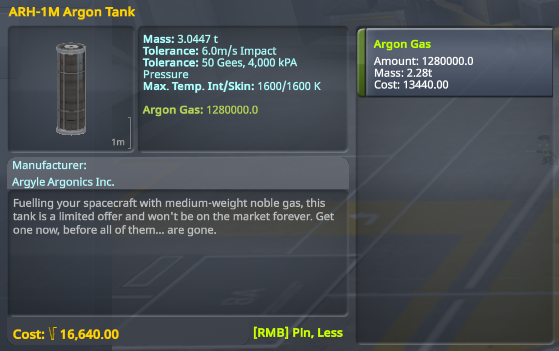 ARH-1M Argon Tank
Mass: 3.0447 t
Tolerance: 6.0m/s Impact
Tolerance: 50 Gees, 4,000 kPA
Pressure
Max. Temp. Int/Skin: 1600/1600 K
Argon Gas: 1280000.0
1m
Argon Gas
Amount: 1280000.0
Mass: 2.28t
Cost: 13440.00
Manufacturer:
Argyle Argonics Inc.
Fuelling your spacecraft with medium-weight noble gas, this
tank is a limited offer and won't be on the market forever. Get
one now, before all of them... are gone.
Cost: 16,640.00
[RMB] Pin, Less